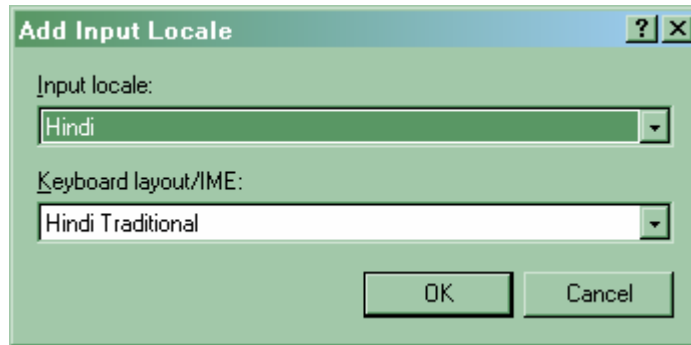 Add Input Locale ? X
Input locale:
Hindi
Keyboard layout/IME:
Hindi Traditional
OK Cancel